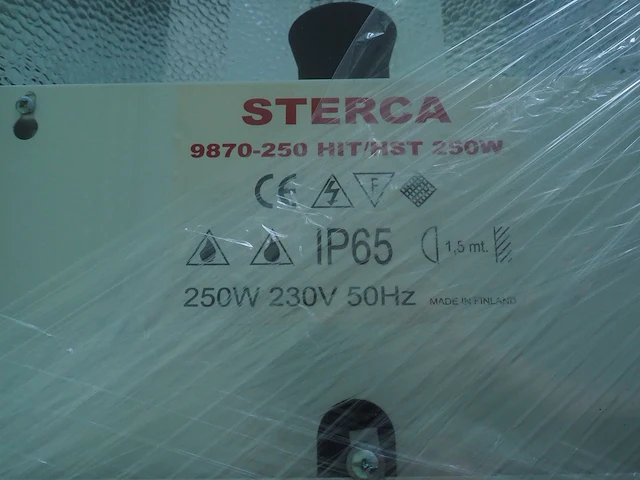 STERCA
9870-250 HIT/HST 250W
CE F
IP65 1,5 mt.
250W 230V 50Hz MADE IN FINLAND